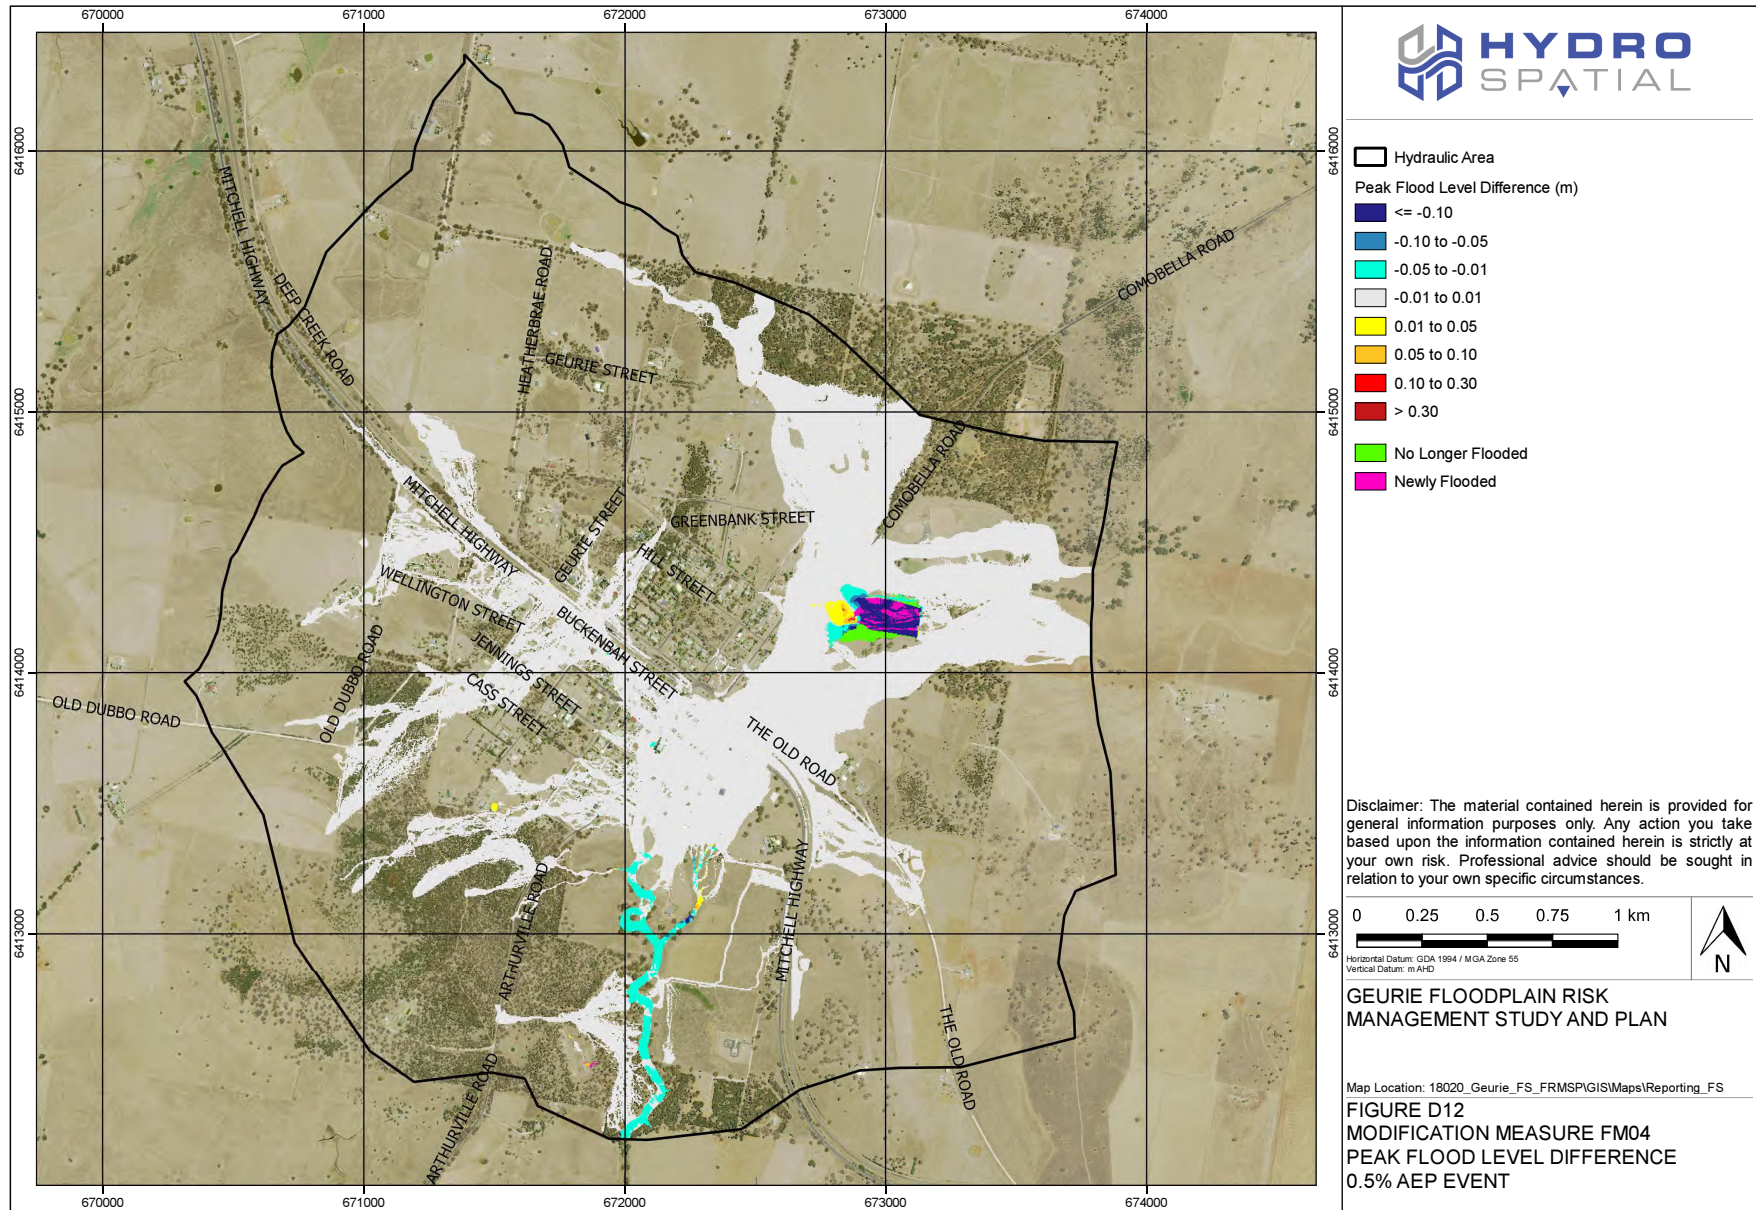 670000
671000
672000
673000
674000
HYDRO
SPATIAL
6416000
6416000
Hydraulic Area
Peak Flood Level Difference (m)
<= -0.10
-0.10 to -0.05
-0.05 to -0.01
-0.01 to 0.01
0.01 to 0.05
0.05 to 0.10
0.10 to 0.30
> 0.30
No Longer Flooded
Newly Flooded
MITCHELL HIGHWAY
DEEP CREEK ROAD
HEATHERBRAE ROAD
GEURIE STREET
COMOBELLA ROAD
6415000
6415000
COMOBELLA ROAD
MITCHELL HIGHWAY
GEURIE STREET
GREENBANK STREET
HILL STREET
WELLINGTON STREET
BUCKENBAH STREET
JENNINGS STREET
CASS STREET
OLD DUBBO ROAD
OLD DUBBO ROAD
6414000
6414000
THE OLD ROAD
MITCHELL HIGHWAY
ARTHURVILLE ROAD
6413000
6413000
THE OLD ROAD
ARTHURVILLE ROAD
Disclaimer: The material contained herein is provided for
general information purposes only. Any action you take
based upon the information contained herein is strictly at
your own risk. Professional advice should be sought in
relation to your own specific circumstances.
0 0.25 0.5 0.75 1 km
Horizontal Datum: GDA 1994 / MGA Zone 55
Vertical Datum: m AHD
N
GEURIE FLOODPLAIN RISK
MANAGEMENT STUDY AND PLAN
Map Location: 18020_Geurie_FS_FRMSP\GIS\Maps\Reporting_FS
FIGURE D12
MODIFICATION MEASURE FM04
PEAK FLOOD LEVEL DIFFERENCE
0.5% AEP EVENT
670000
671000
672000
673000
674000